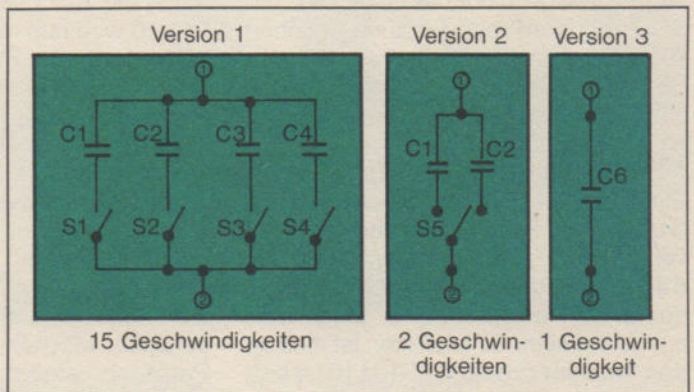 Version 1
Version 2
Version 3
1
C1 C2 C3 C4
S1 S2 S3 S4
2
1
C1 C2
S5
2
1
C6
2
15 Geschwindigkeiten
2 Geschwin-
digkeiten
1 Geschwin-
digkeit